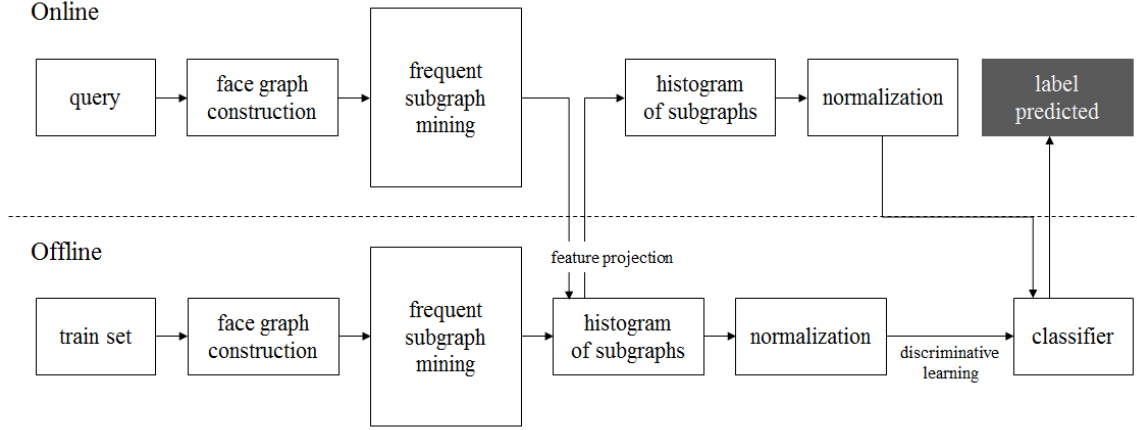 Online
query
face graph
construction
frequent
subgraph
mining
histogram
of subgraphs
normalization
label
predicted
Offline
feature projection
train set
face graph
construction
frequent
subgraph
mining
histogram
of subgraphs
normalization
discriminative
learning
classifier